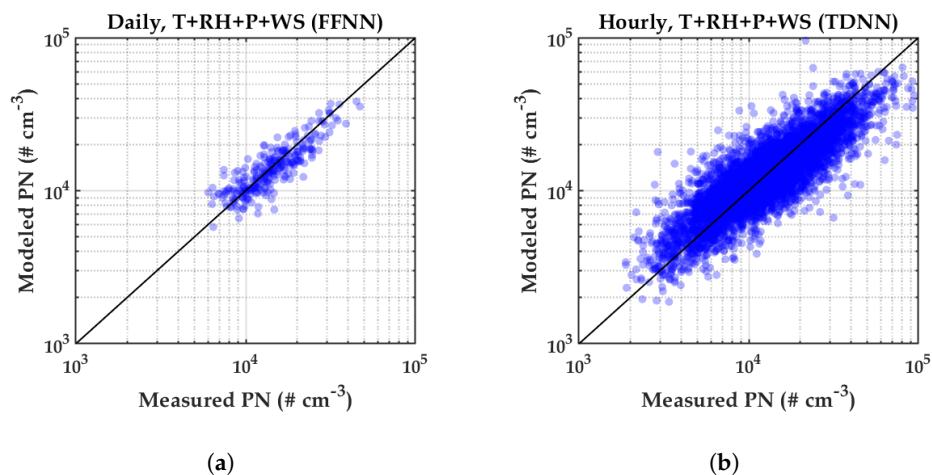 Daily, T+RH+P+WS (FFNN)
10^5
10^4
10^3
Modeled PN (# cm^-3)
10^3 10^4 10^5
Measured PN (# cm^-3)
(a)
Hourly, T+RH+P+WS (TDNN)
10^5
10^4
10^3
Modeled PN (# cm^-3)
10^3 10^4 10^5
Measured PN (# cm^-3)
(b)